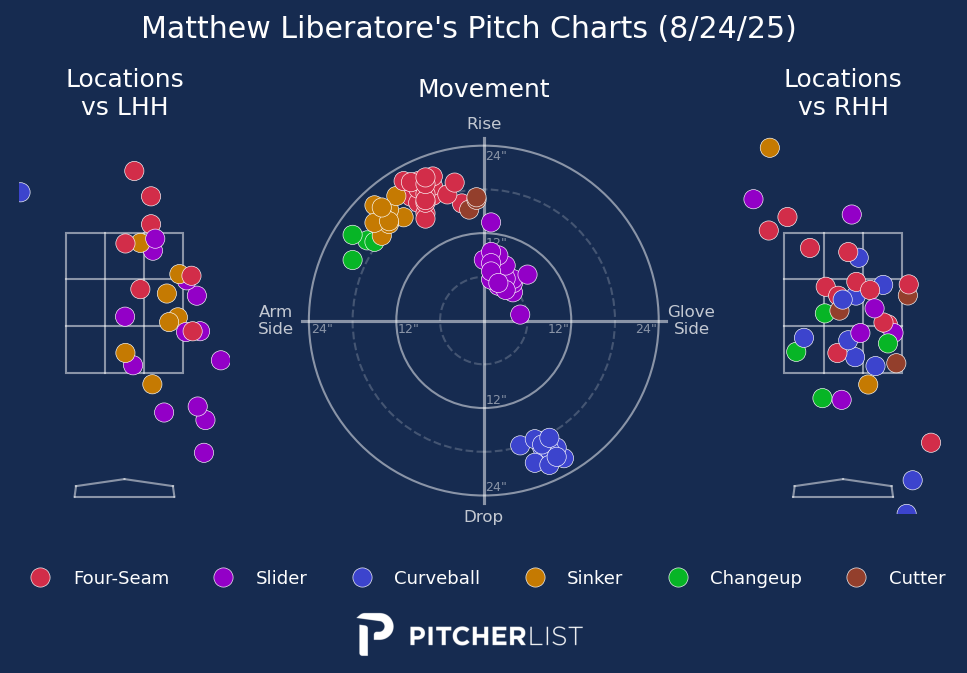 Matthew Liberatore's Pitch Charts (8/24/25)
Locations
vs LHH
Movement
Locations
vs RHH
Rise
24"
12"
Arm
Side
24"
12"
12"
24"
Glove
Side
12"
24"
Drop
Four-Seam
Slider
Curveball
Sinker
Changeup
Cutter
PITCHERLIST